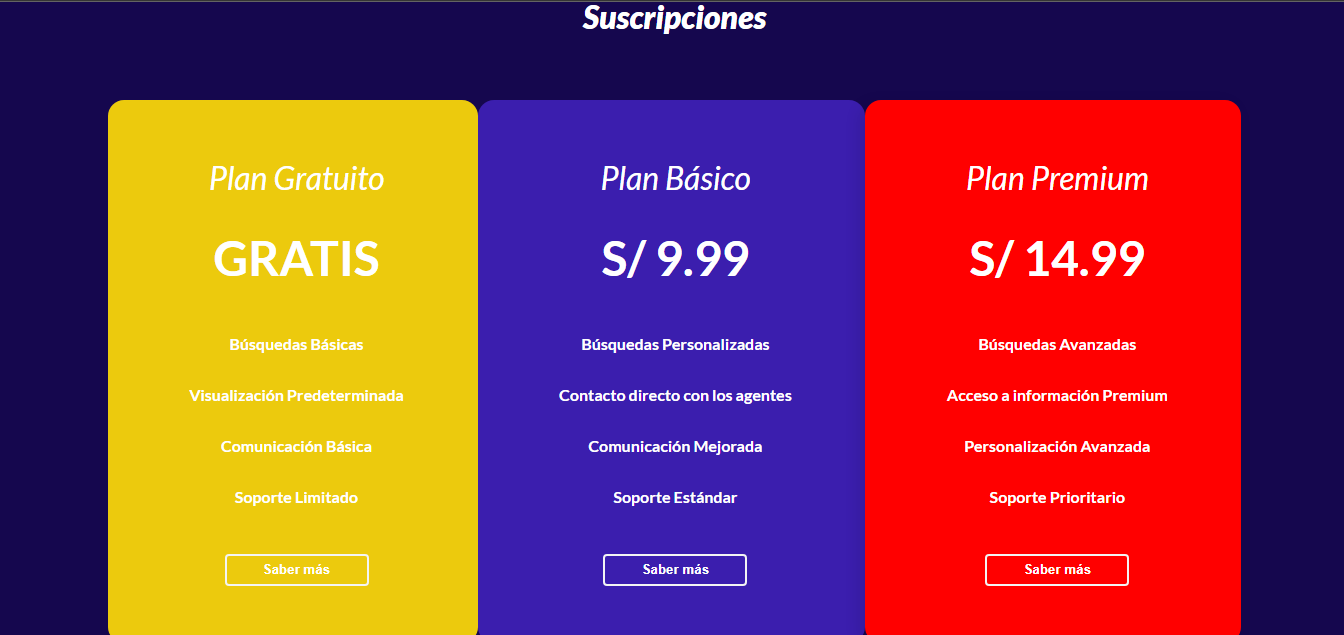 Suscripciones
Plan Gratuito
GRATIS
Búsquedas Básicas
Visualización Predeterminada
Comunicación Básica
Soporte Limitado
Saber más
Plan Básico
S/ 9.99
Búsquedas Personalizadas
Contacto directo con los agentes
Comunicación Mejorada
Soporte Estándar
Saber más
Plan Premium
S/ 14.99
Búsquedas Avanzadas
Acceso a información Premium
Personalización Avanzada
Soporte Prioritario
Saber más